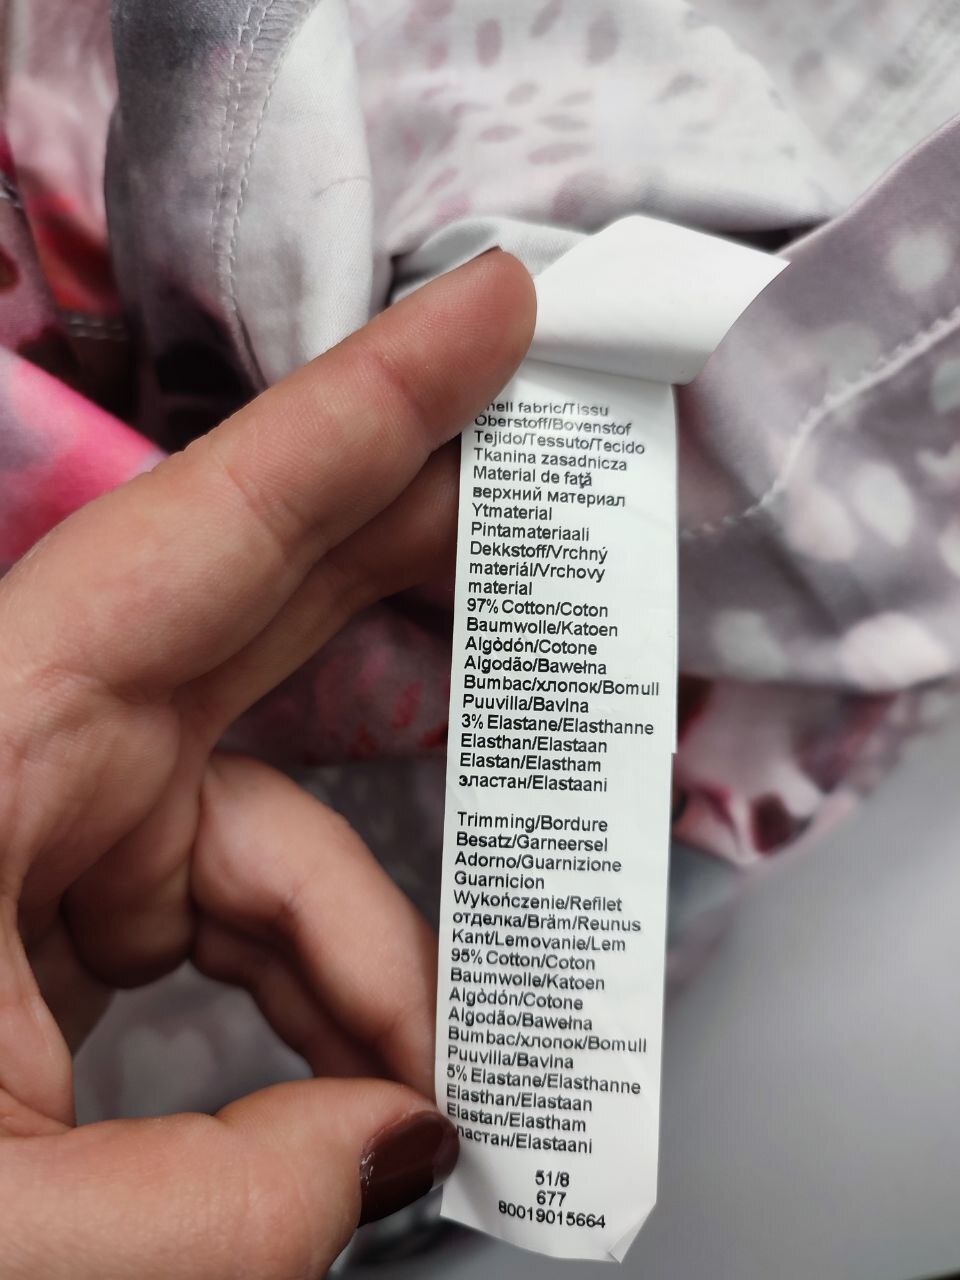 fabric/Tissu
Oberstoff/Bovenstof
Tejido/Tessuto/Tecido
Tkanina zasadnicza
Material de faţă
верхний материал
Ytmaterial
Pintamateriaali
Dekkstoff/Vrchný
materiál/Vrchovy
material
97% Cotton/Coton
Baumwolle/Katoen
Algòdón/Cotone
Algodão/Bawełna
Bumbac/хлопок/Bomull
Puuvilla/Bavlna
3% Elastane/Elasthanne
Elasthan/Elastaan
Elastan/Elastham
эластан/Elastaani
Trimming/Bordure
Besatz/Garneersel
Adorno/Guarnizione
Guarnicion
Wykończenie/Refilet
отделка/Bräm/Reunus
Kant/Lemovanie/Lem
95% Cotton/Coton
Baumwolle/Katoen
Algòdón/Cotone
Algodão/Bawełna
Bumbac/хлопок/Bomull
Puuvilla/Bavlna
5% Elastane/Elasthanne
Elasthan/Elastaan
Elastan/Elastham
ластан/Elastaani
51/8
677
80019015664